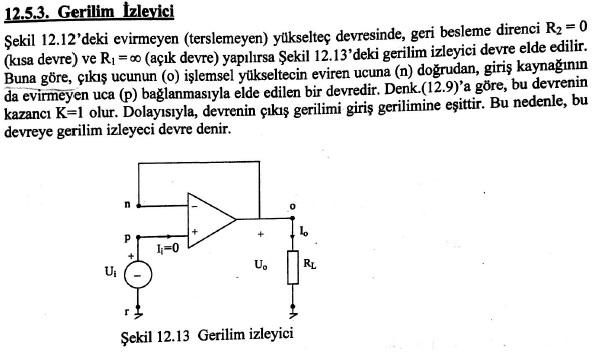 12.5.3. Gerilim İzleyici
Şekil 12.12'deki evirmeyen (terslemeyen) yükselteç devresinde, geri besleme direnci R₂ = 0
(kısa devre) ve R₁ = ∞ (açık devre) yapılırsa Şekil 12.13'deki gerilim izleyici devre elde edilir.
Buna göre, çıkış ucunun (o) işlemsel yükseltecin eviren ucuna (n) doğrudan, giriş kaynağının
da evirmeyen uca (p) bağlanmasıyla elde edilen bir devredir. Denk.(12.9)'a göre, bu devrenin
kazancı K=1 olur. Dolayısıyla, devrenin çıkış gerilimi giriş gerilimine eşittir. Bu nedenle, bu
devreye gerilim izleyeci devre denir.
n
−
o
p
+
Iᵢ=0
Iₒ
+
+
Uᵢ
−
Uₒ
R_L
r
Şekil 12.13 Gerilim izleyici